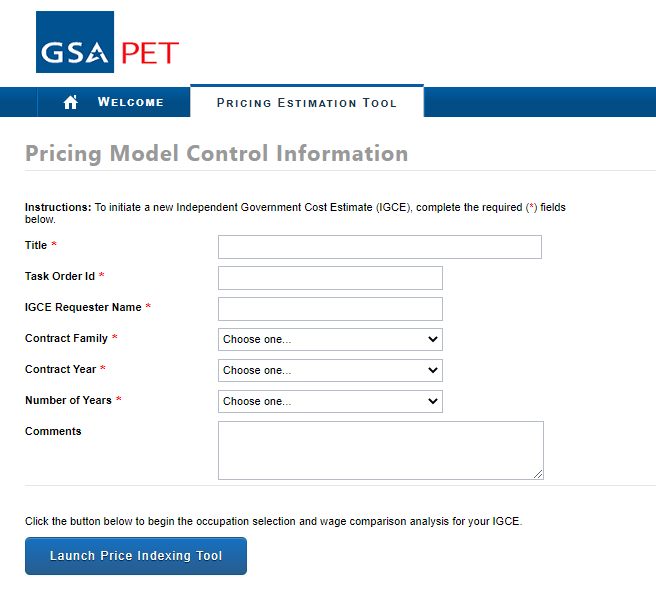 GSA PET
WELCOME
PRICING ESTIMATION TOOL
Pricing Model Control Information
Instructions: To initiate a new Independent Government Cost Estimate (IGCE), complete the required (*) fields
below.
Title *
Task Order Id *
IGCE Requester Name *
Contract Family * Choose one...
Contract Year * Choose one...
Number of Years * Choose one...
Comments
Click the button below to begin the occupation selection and wage comparison analysis for your IGCE.
Launch Price Indexing Tool